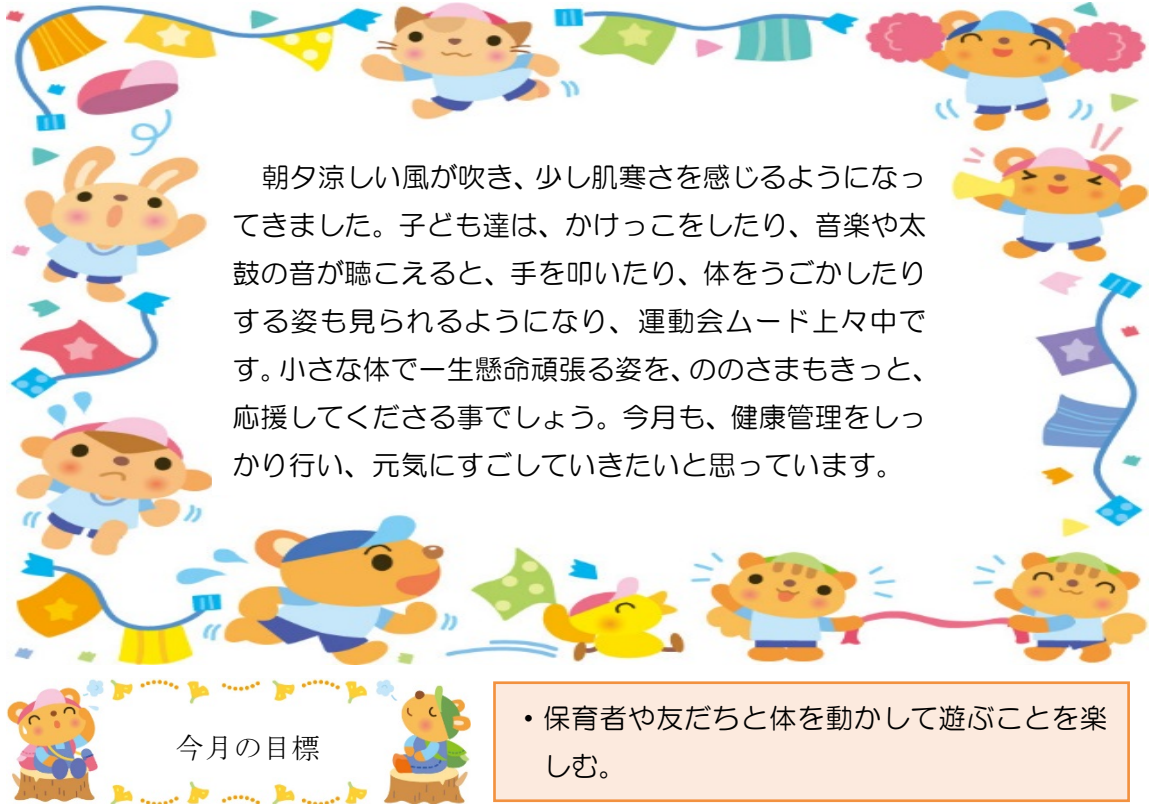 朝夕涼しい風が吹き、少し肌寒さを感じるようになっ
てきました。子ども達は、かけっこをしたり、音楽や太
鼓の音が聴こえると、手を叩いたり、体をうごかしたり
する姿も見られるようになり、運動会ムード上々中で
す。小さな体で一生懸命頑張る姿を、ののさまもきっと、
応援してくださる事でしょう。今月も、健康管理をしっ
かり行い、元気にすごしていきたいと思っています。
今月の目標
・保育者や友だちと体を動かして遊ぶことを楽
しむ。